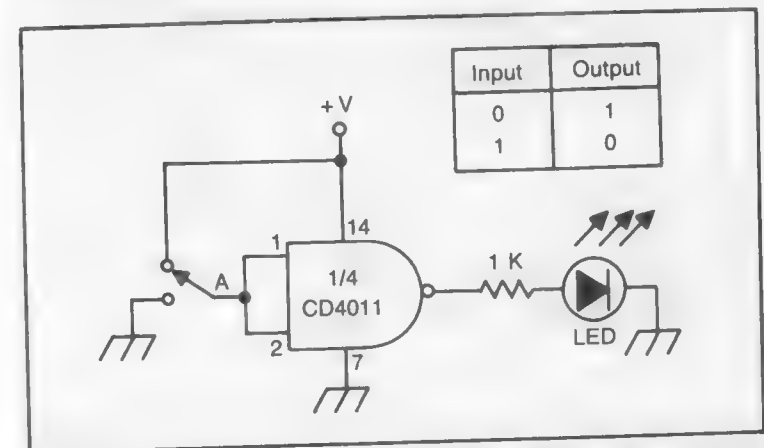 Input Output
0 1
1 0
+ V
14
1
A
1/4
CD4011
2
7
1 K
LED